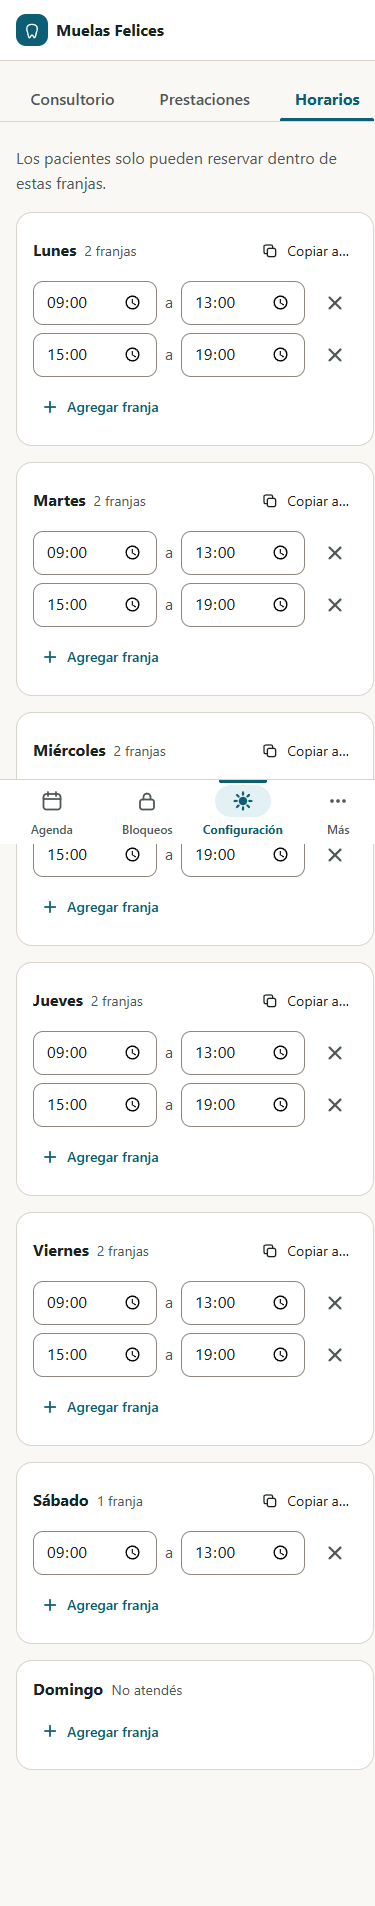 Muelas Felices
Consultorio Prestaciones Horarios
Los pacientes solo pueden reservar dentro de
estas franjas.
Lunes 2 franjas Copiar a...
09:00 a 13:00
15:00 a 19:00
Agregar franja
Martes 2 franjas Copiar a...
09:00 a 13:00
15:00 a 19:00
Agregar franja
Miércoles 2 franjas Copiar a...
Agenda Bloqueos Configuración Más
15:00 a 19:00
Agregar franja
Jueves 2 franjas Copiar a...
09:00 a 13:00
15:00 a 19:00
Agregar franja
Viernes 2 franjas Copiar a...
09:00 a 13:00
15:00 a 19:00
Agregar franja
Sábado 1 franja Copiar a...
09:00 a 13:00
Agregar franja
Domingo No atendés
Agregar franja